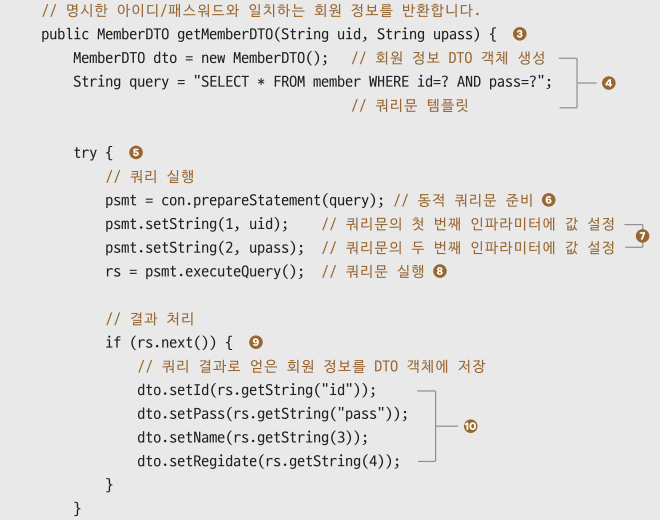 // 명시한 아이디/패스워드와 일치하는 회원 정보를 반환합니다.
public MemberDTO getMemberDTO(String uid, String upass) { ❸
MemberDTO dto = new MemberDTO(); // 회원 정보 DTO 객체 생성
String query = "SELECT * FROM member WHERE id=? AND pass=?"; ❹
// 쿼리문 템플릿
try { ❺
// 쿼리 실행
psmt = con.prepareStatement(query); // 동적 쿼리문 준비 ❻
psmt.setString(1, uid); // 쿼리문의 첫 번째 인파라미터에 값 설정 ❼
psmt.setString(2, upass); // 쿼리문의 두 번째 인파라미터에 값 설정
rs = psmt.executeQuery(); // 쿼리문 실행 ❽
// 결과 처리
if (rs.next()) { ❾
// 쿼리 결과로 얻은 회원 정보를 DTO 객체에 저장
dto.setId(rs.getString("id"));
dto.setPass(rs.getString("pass")); ❿
dto.setName(rs.getString(3));
dto.setRegidate(rs.getString(4));
}
}